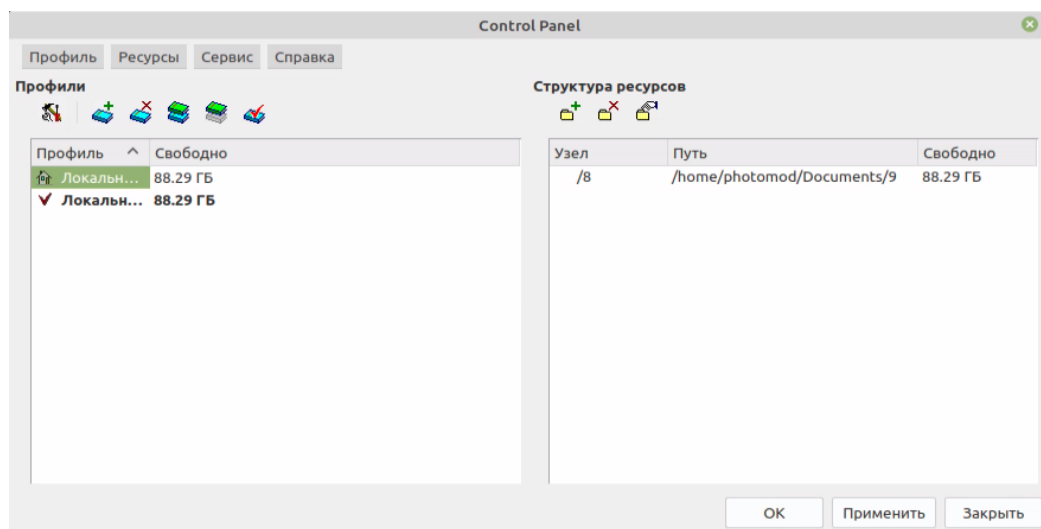 Control Panel
Профиль Ресурсы Сервис Справка
Профили
Структура ресурсов
Профиль Свободно
Локальн... 88.29 ГБ
Локальн... 88.29 ГБ
Узел Путь Свободно
/8 /home/photomod/Documents/9 88.29 ГБ
OK Применить Закрыть